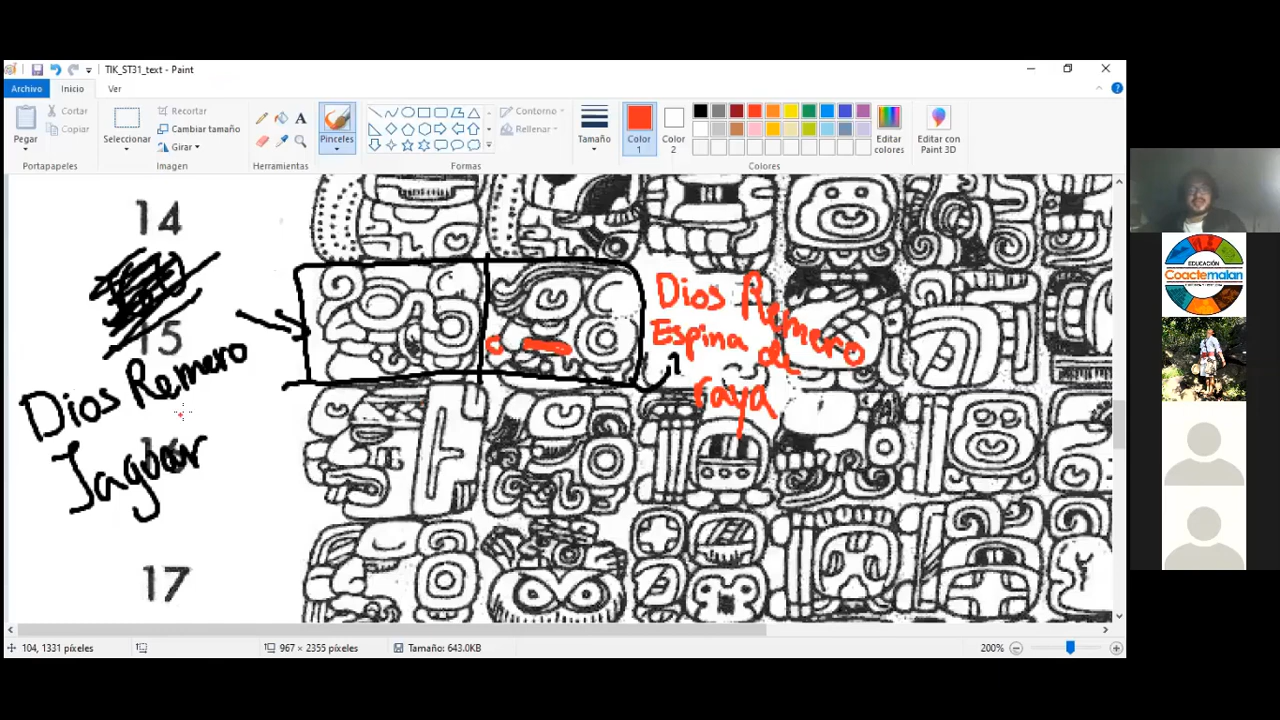 TIK_ST31_text - Paint
Archivo Inicio Ver
Pegar
Cortar
Copiar
Portapapeles
Seleccionar
Recortar
Cambiar tamaño
Girar
Imagen
A
Herramientas
Pinceles
Contorno
Rellenar
Formas
Tamaño
Color
1
Color
2
Editar
colores
Colores
Editar con
Paint 3D
14
15
Dios Remero
Jaguar
17
Dios Remero
Espina de
raya
EDUCACIÓN
Coactemalan
104, 1331 píxeles
967 × 2355 píxeles
Tamaño: 643.0KB
200%